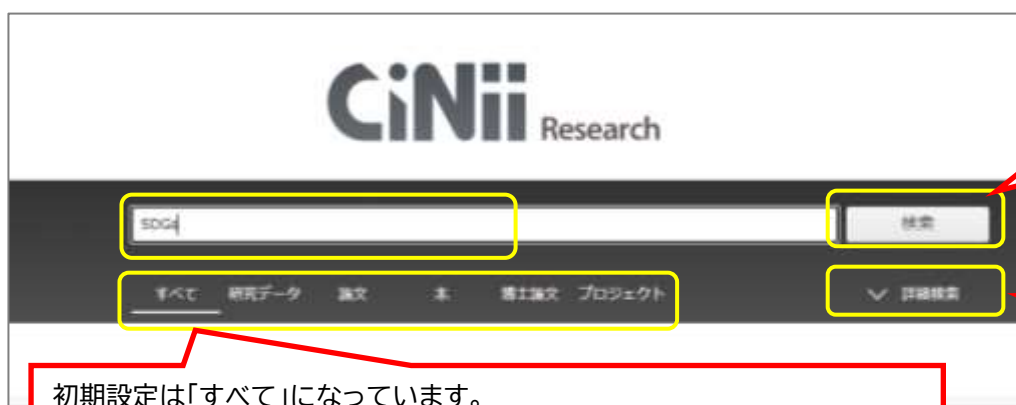 CiNii Research
SDGs
検索
すべて 研究データ 論文 本 博士論文 プロジェクト
詳細検索
初期設定は「すべて」になっています。